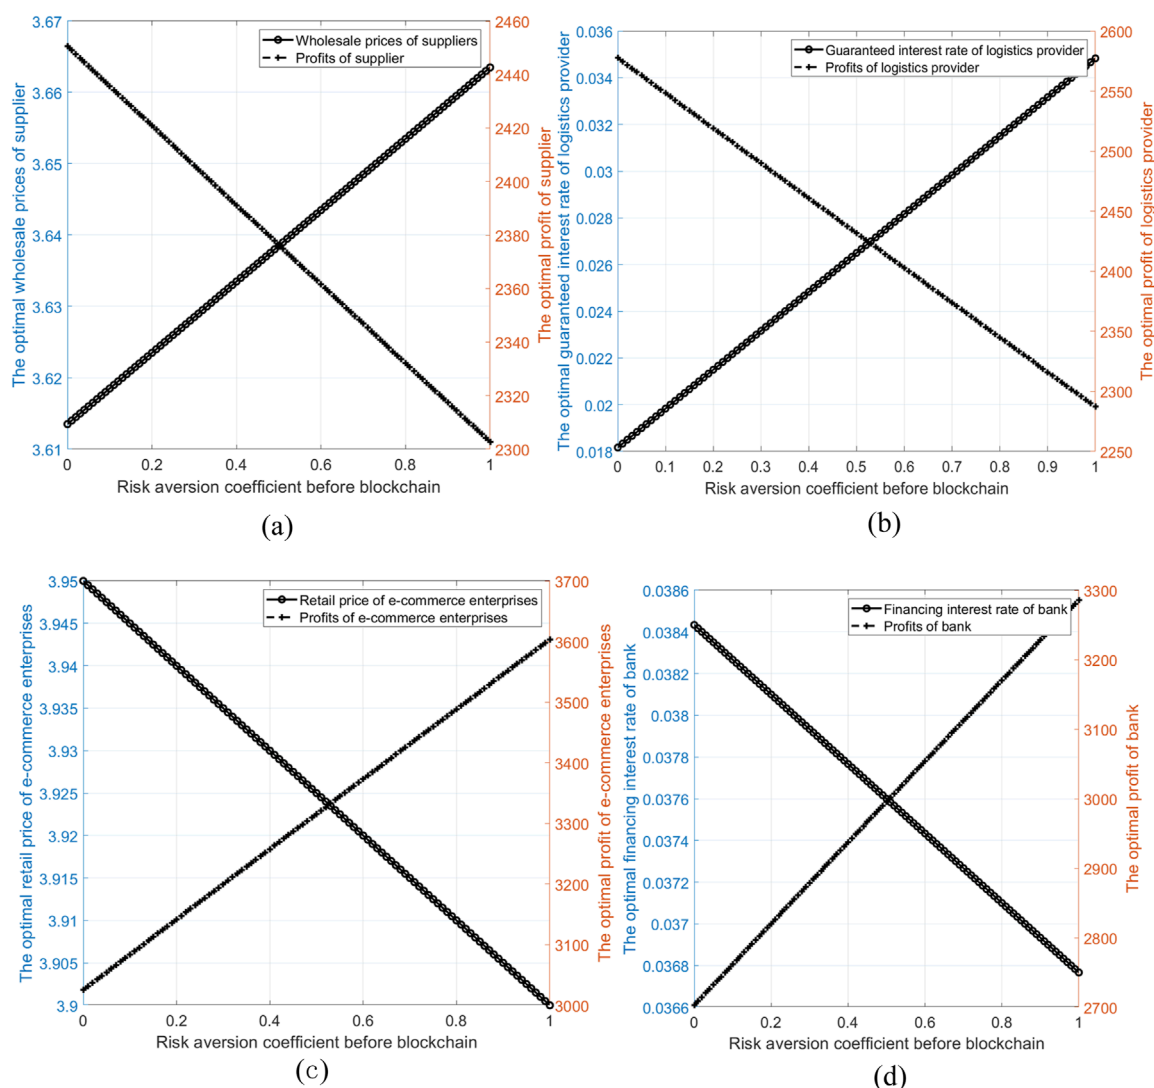 3.67
3.66
3.65
3.64
3.63
3.62
3.61
The optimal wholesale prices of supplier
2460
2440
2420
2400
2380
2360
2340
2320
2300
The optimal profit of supplier
Wholesale prices of suppliers
Profits of supplier
0 0.2 0.4 0.6 0.8 1
Risk aversion coefficient before blockchain
(a)
0.036
0.034
0.032
0.03
0.028
0.026
0.024
0.022
0.02
0.018
The optimal guaranteed interest rate of logistics provider
2600
2550
2500
2450
2400
2350
2300
2250
The optimal profit of logistics provider
Guaranteed interest rate of logistics provider
Profits of logistics provider
0 0.1 0.2 0.3 0.4 0.5 0.6 0.7 0.8 0.9 1
Risk aversion coefficient before blockchain
(b)
3.95
3.945
3.94
3.935
3.93
3.925
3.92
3.915
3.91
3.905
3.9
The optimal retail price of e-commerce enterprises
3700
3600
3500
3400
3300
3200
3100
3000
The optimal profit of e-commerce enterprises
Retail price of e-commerce enterprises
Profits of e-commerce enterprises
0 0.2 0.4 0.6 0.8 1
Risk aversion coefficient before blockchain
(c)
0.0386
0.0384
0.0382
0.038
0.0378
0.0376
0.0374
0.0372
0.037
0.0368
0.0366
The optimal financing interest rate of bank
3300
3200
3100
3000
2900
2800
2700
The optimal profit of bank
Financing interest rate of bank
Profits of bank
0 0.2 0.4 0.6 0.8 1
Risk aversion coefficient before blockchain
(d)